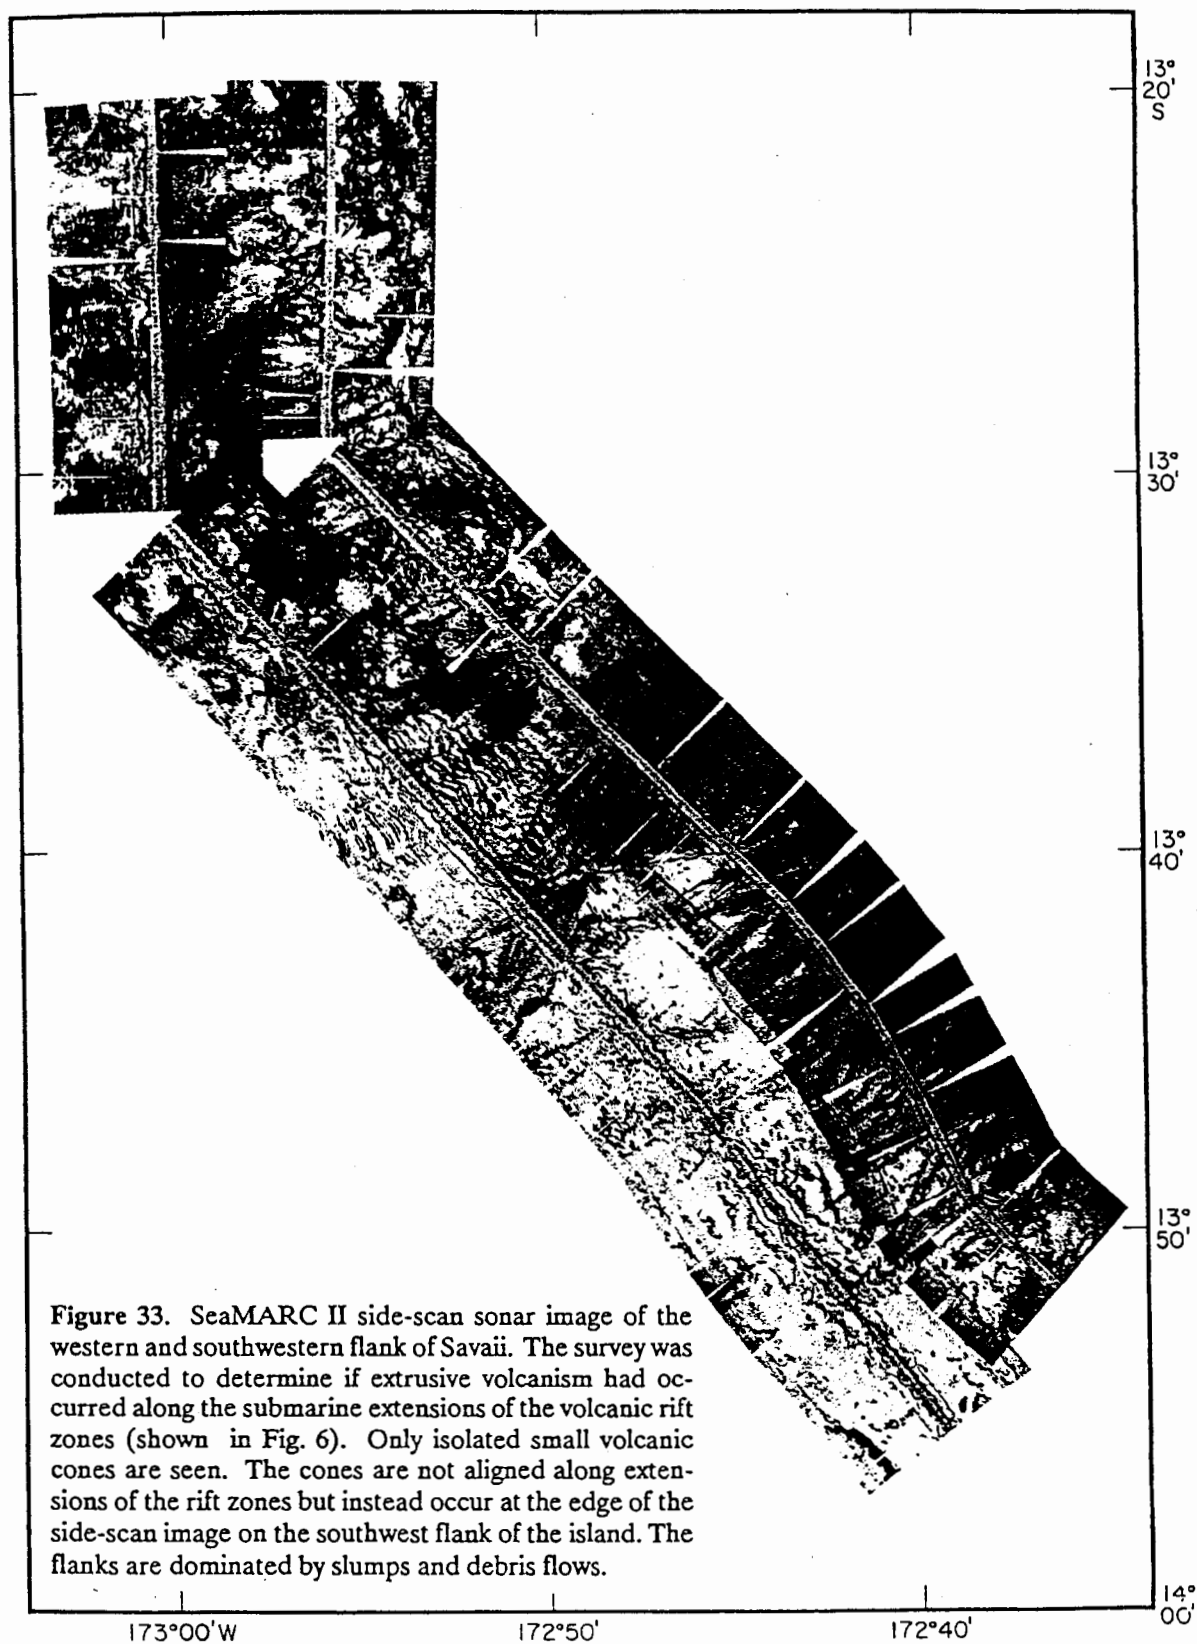 13°
20'
S
13°
30'
13°
40'
13°
50'
Figure 33. SeaMARC II side-scan sonar image of the
western and southwestern flank of Savaii. The survey was
conducted to determine if extrusive volcanism had oc-
curred along the submarine extensions of the volcanic rift
zones (shown in Fig. 6). Only isolated small volcanic
cones are seen. The cones are not aligned along exten-
sions of the rift zones but instead occur at the edge of the
side-scan image on the southwest flank of the island. The
flanks are dominated by slumps and debris flows.
14°
00'
173°00'W 172°50' 172°40'